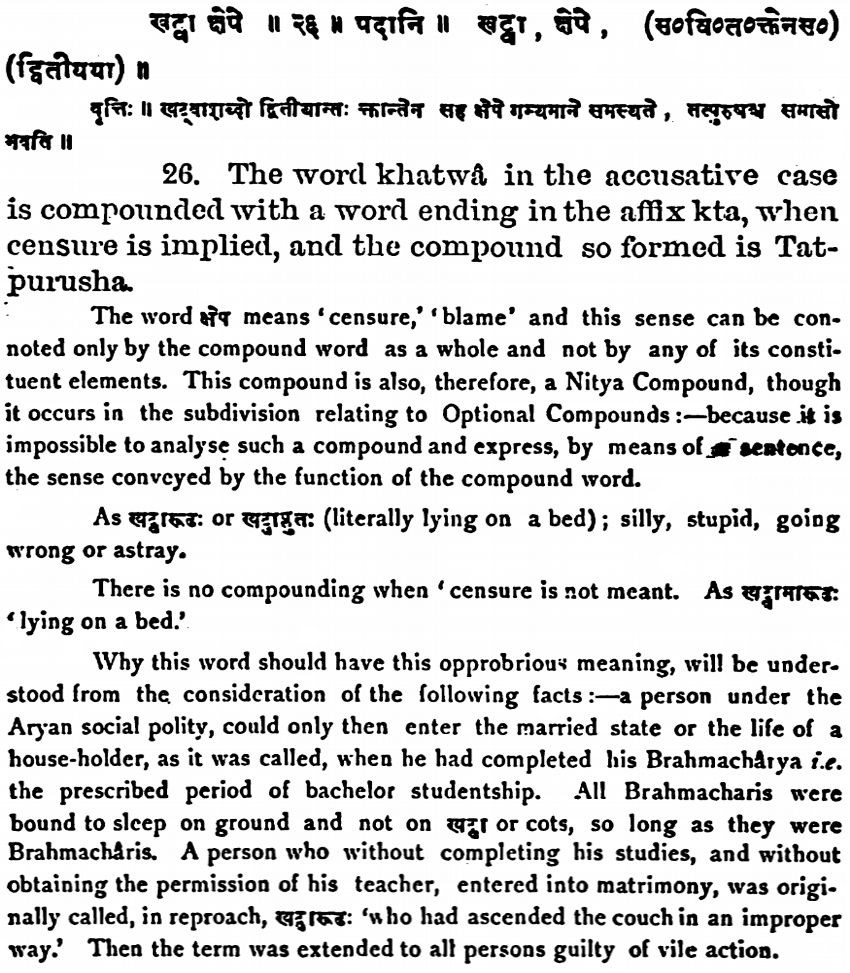 खट्वा क्षेपे ॥ २६ ॥ पदानि ॥ खट्वा , क्षेपे , (स०वि०त०क्तेनस०)
(द्वितीयया) ॥
वृत्तिः ॥ खट्वाशब्दो द्वितीयान्तः क्तान्तेन सह क्षेपे गम्यमाने समस्यते , तत्पुरुषश्च समासो
भवति ॥
26. The word khatwâ in the accusative case
is compounded with a word ending in the affix kta, when
censure is implied, and the compound so formed is Tat-
purusha.
The word क्षेप means ‘censure,’ ‘blame’ and this sense can be con-
noted only by the compound word as a whole and not by any of its consti-
tuent elements. This compound is also, therefore, a Nitya Compound, though
it occurs in the subdivision relating to Optional Compounds :—because it is
impossible to analyse such a compound and express, by means of a sentence,
the sense conveyed by the function of the compound word.
As खट्वारूढः or खट्वाप्लुतः (literally lying on a bed) ; silly, stupid, going
wrong or astray.
There is no compounding when ‘censure is not meant. As खट्वामारूढः
‘lying on a bed.’
Why this word should have this opprobrious meaning, will be under-
stood from the consideration of the following facts :—a person under the
Aryan social polity, could only then enter the married state or the life of a
house-holder, as it was called, when he had completed his Brahmachârya i.e.
the prescribed period of bachelor studentship. All Brahmacharis were
bound to sleep on ground and not on खट्वा or cots, so long as they were
Brahmachâris. A person who without completing his studies, and without
obtaining the permission of his teacher, entered into matrimony, was origi-
nally called, in reproach, खट्वारूढः ‘who had ascended the couch in an improper
way.’ Then the term was extended to all persons guilty of vile action.